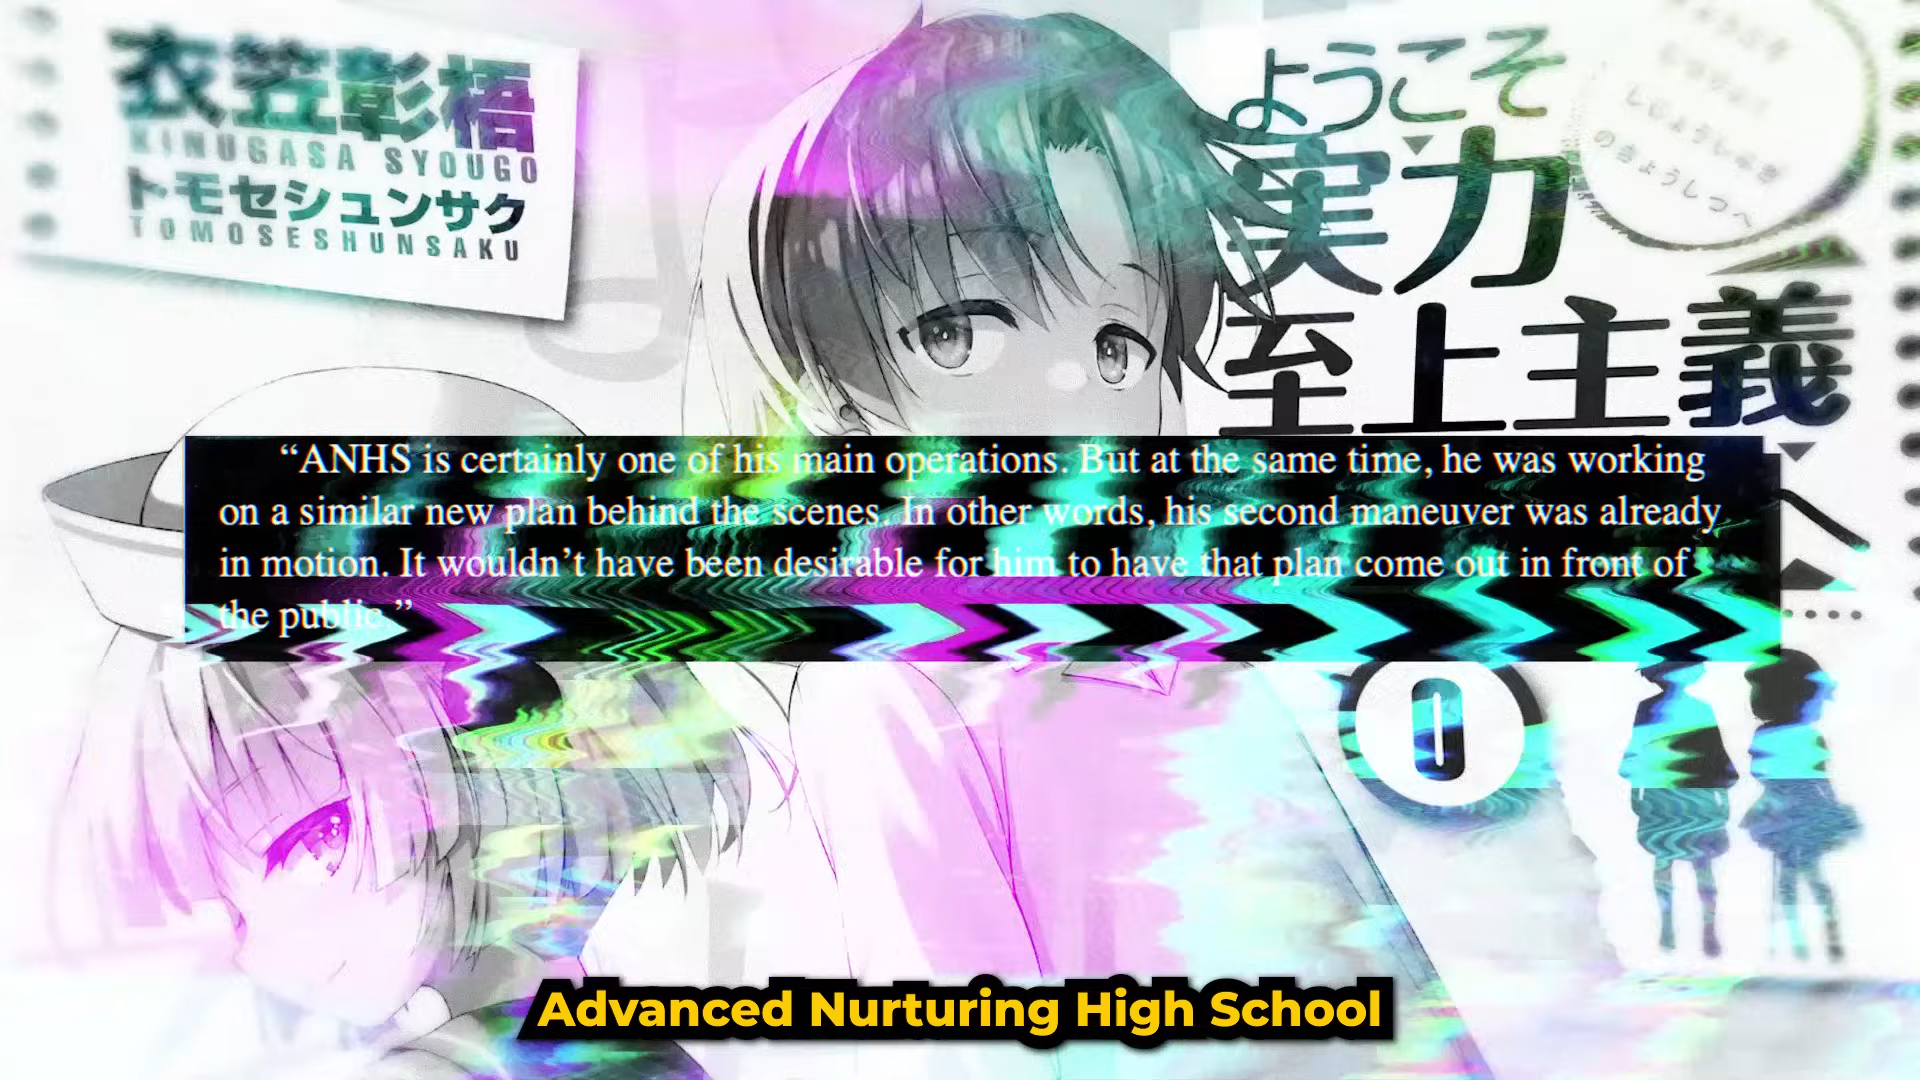 衣笠彰梧
KINUGASA SYOUGO
トモセシュンサク
TOMOSESHUNSAKU
ようこそ
実力
至上主義
“ANHS is certainly one of his main operations. But at the same time, he was working
on a similar new plan behind the scenes. In other words, his second maneuver was already
in motion. It wouldn’t have been desirable for him to have that plan come out in front of
the public.”
へ
0
Advanced Nurturing High School